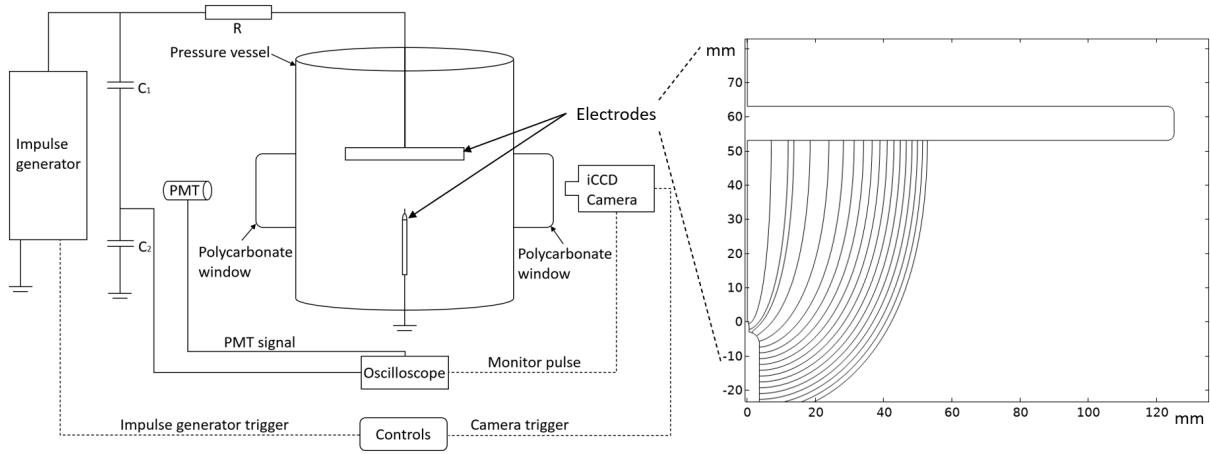 R
Pressure vessel
C₁
Impulse
generator
Electrodes
PMT
iCCD
Camera
C₂
Polycarbonate
window
Polycarbonate
window
PMT signal
Oscilloscope
Monitor pulse
Impulse generator trigger
Controls
Camera trigger
mm
70
60
50
40
30
20
10
0
-10
-20
0
20
40
60
80
100
120
mm